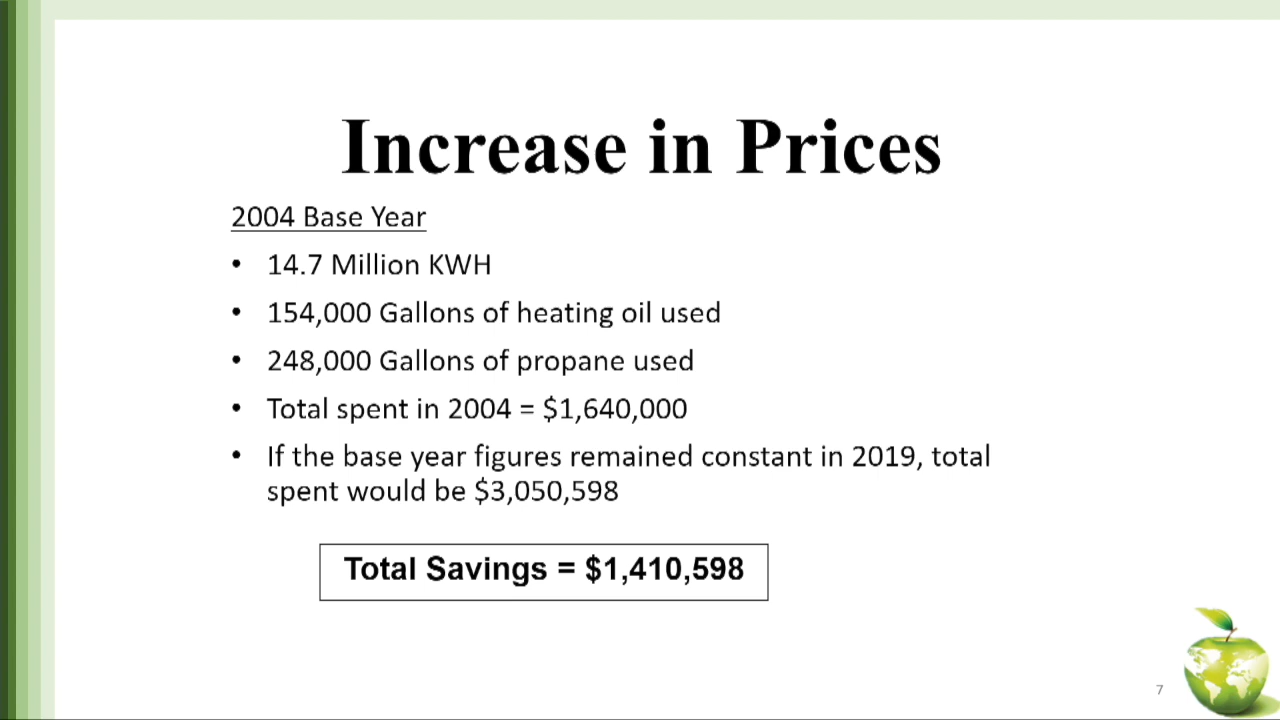 Increase in Prices
2004 Base Year
• 14.7 Million KWH
• 154,000 Gallons of heating oil used
• 248,000 Gallons of propane used
• Total spent in 2004 = $1,640,000
• If the base year figures remained constant in 2019, total
spent would be $3,050,598
Total Savings = $1,410,598
7